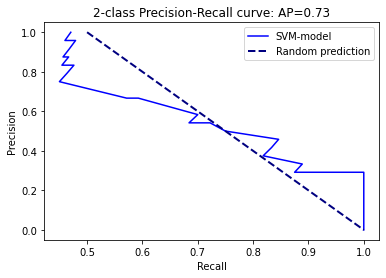 2-class Precision-Recall curve: AP=0.73
SVM-model
Random prediction
Precision
1.0
0.8
0.6
0.4
0.2
0.0
0.5
0.6
0.7
0.8
0.9
1.0
Recall